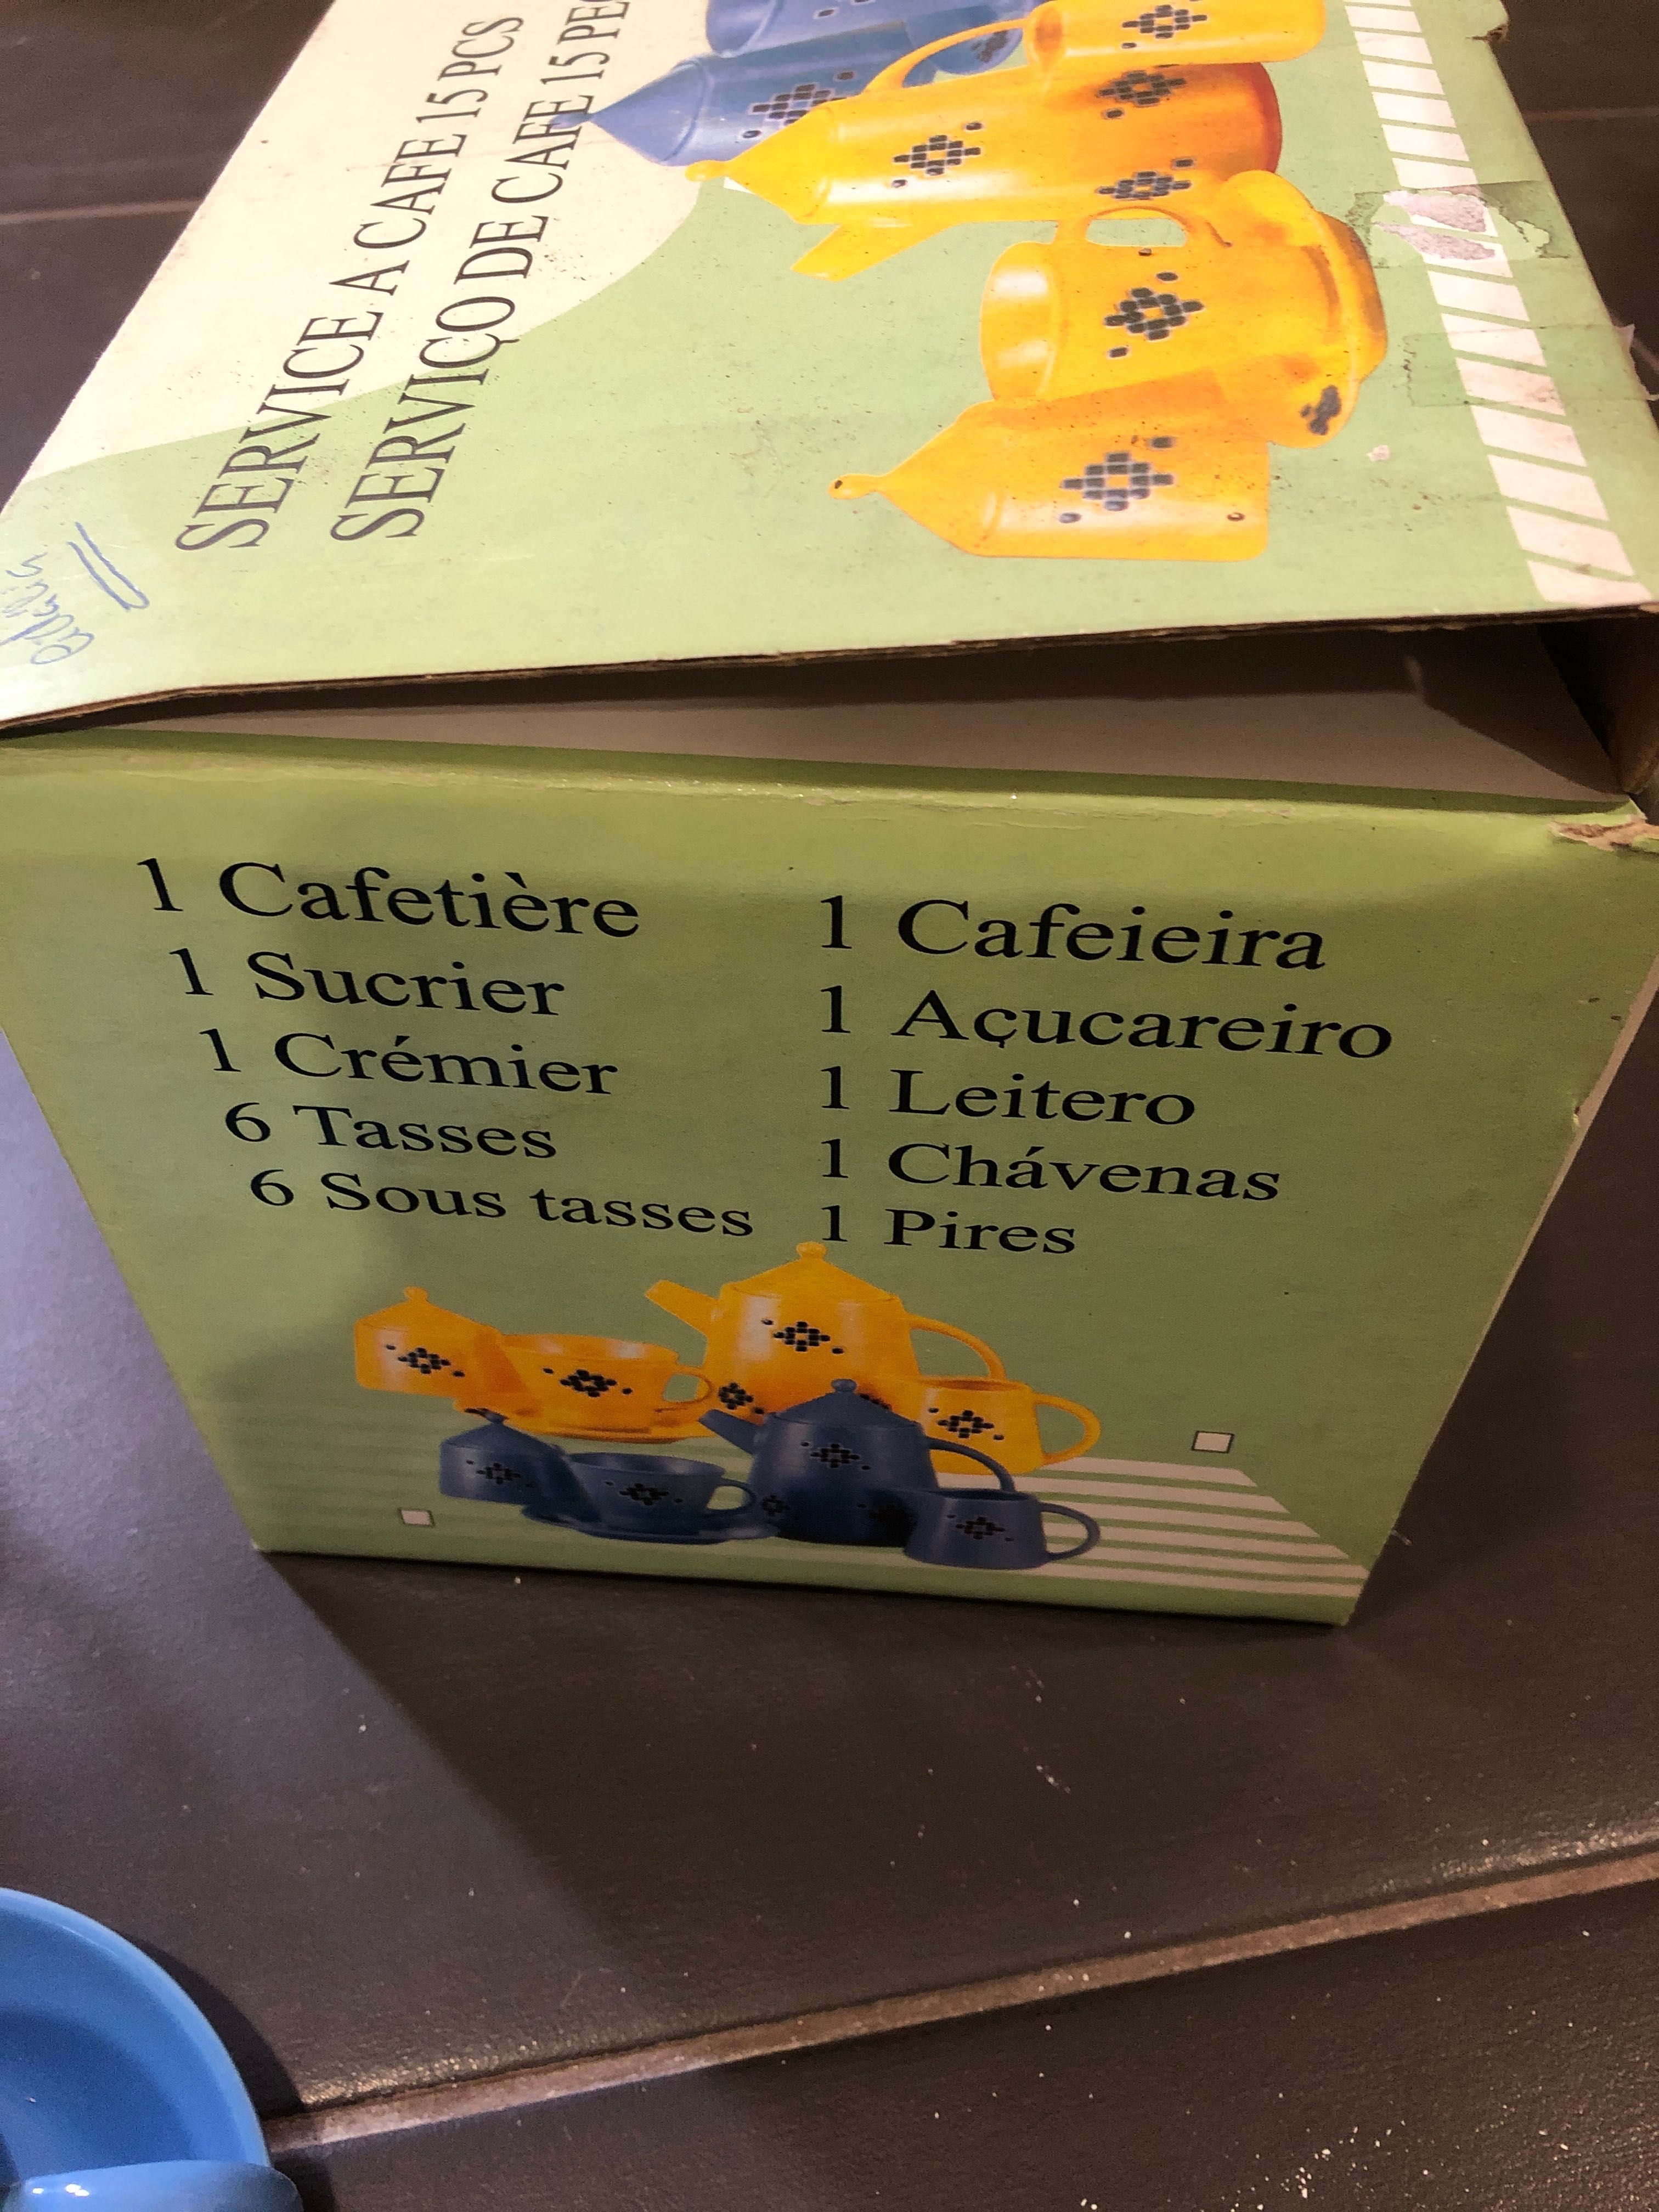 SERVICE A CAFE 15 PCS
SERVIÇO DE CAFE 15 PEÇ
1 Cafetière
1 Sucrier
1 Crémier
6 Tasses
6 Sous tasses
1 Cafeieira
1 Açucareiro
1 Leitero
1 Chávenas
1 Pires